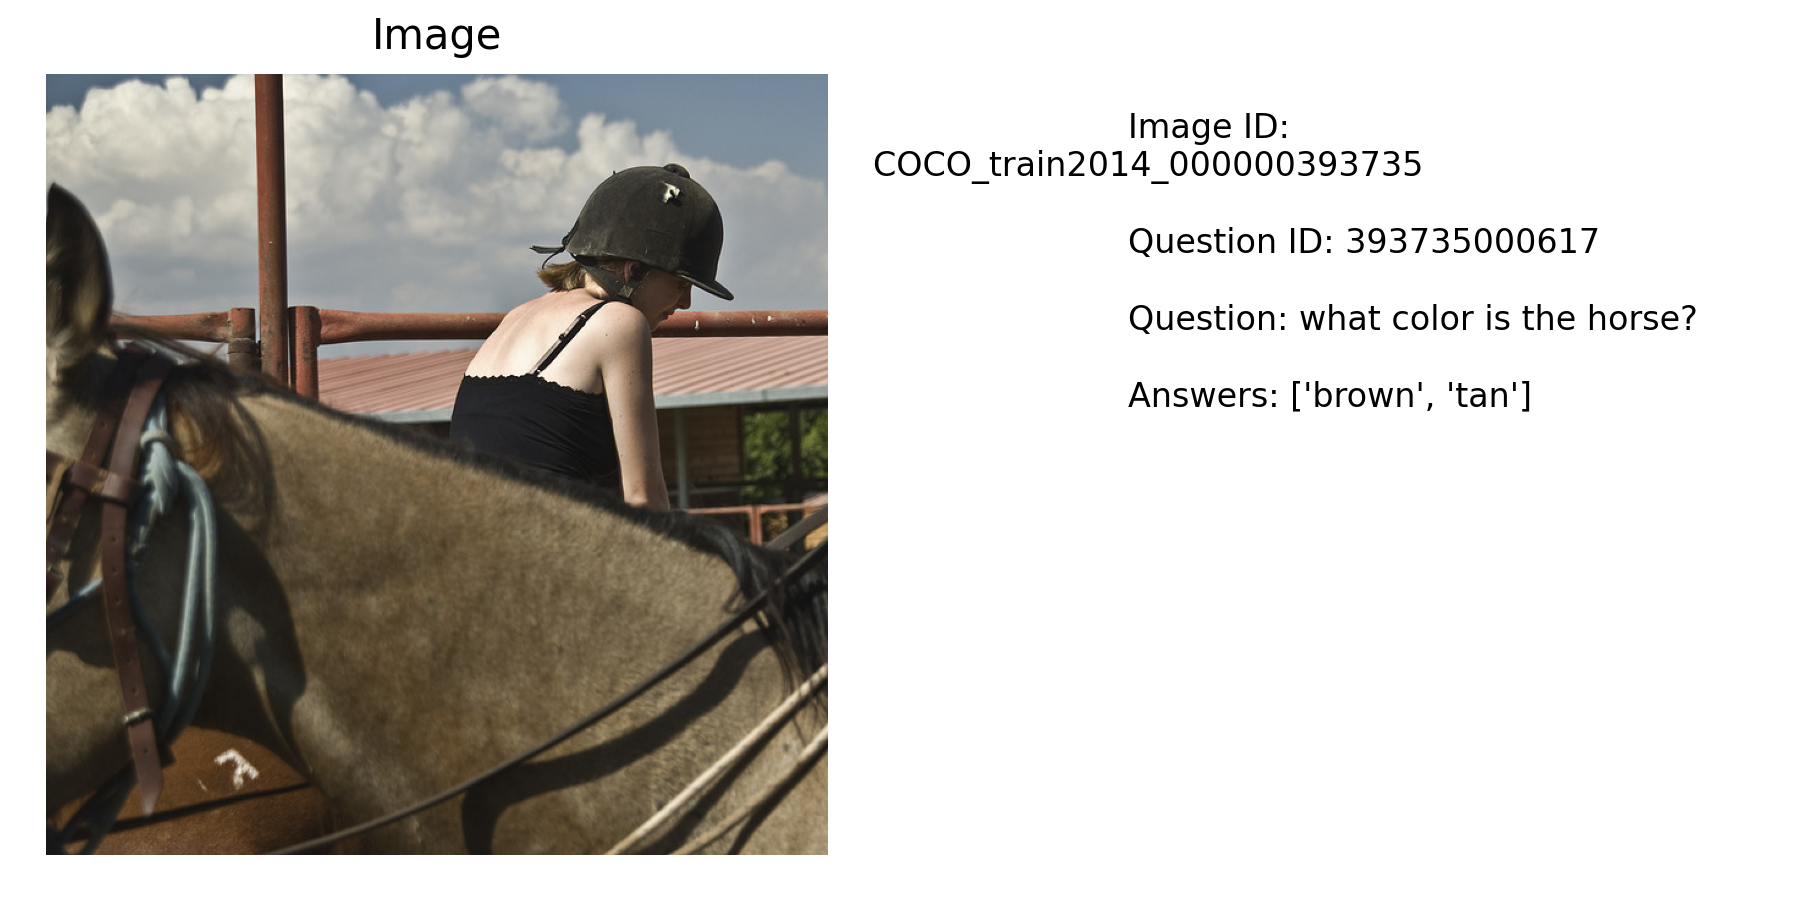 Image
Image ID:
COCO_train2014_000000393735
Question ID: 393735000617
Question: what color is the horse?
Answers: ['brown', 'tan']